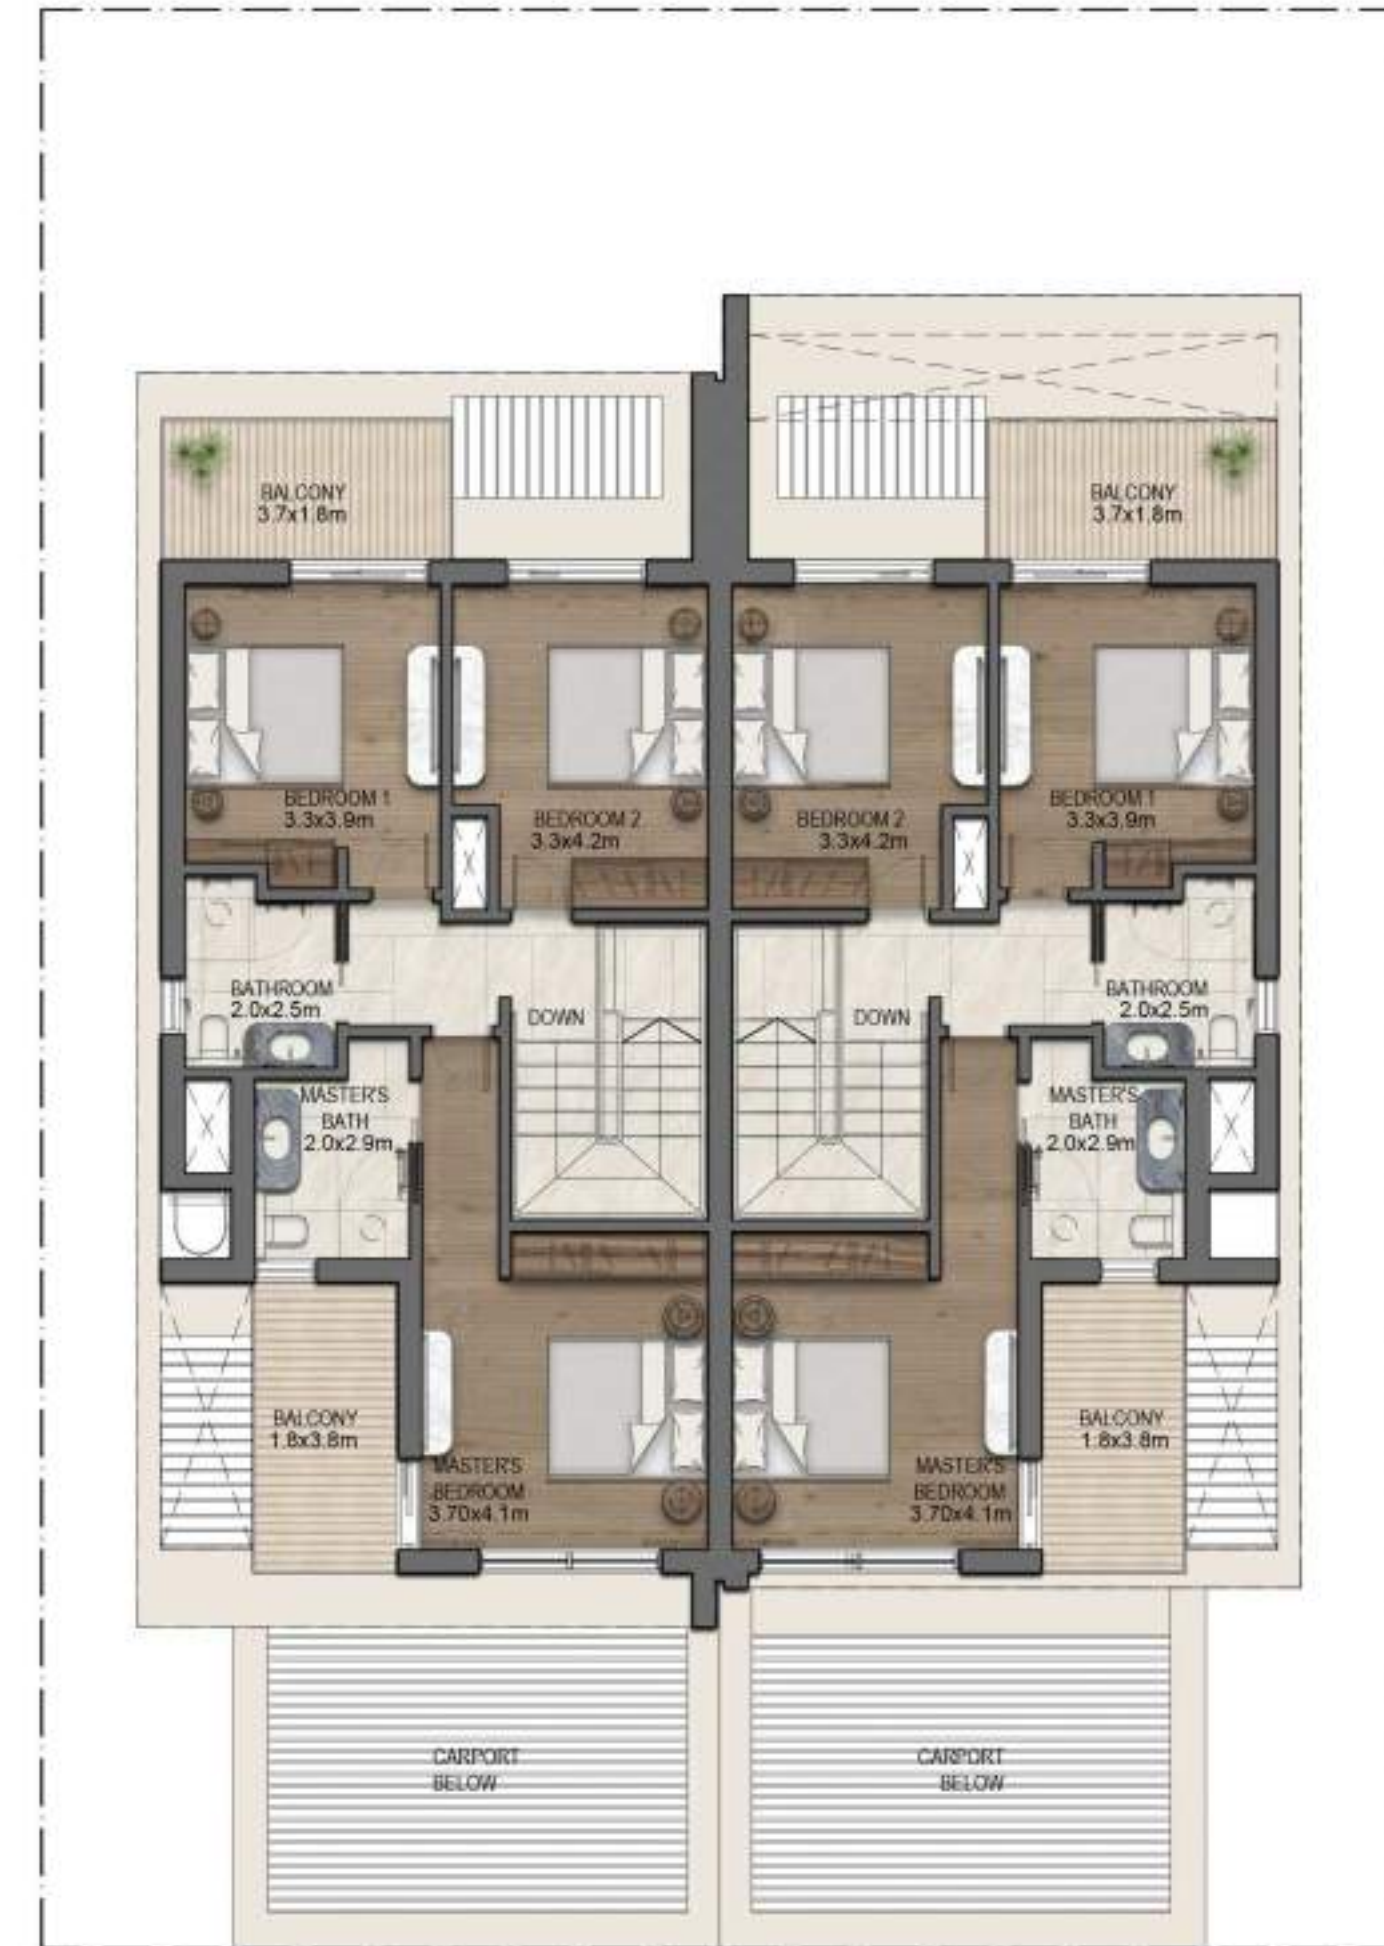 BALCONY
3.7x1.8m
BALCONY
3.7x1.8m
BEDROOM 1
3.3x3.9m
BEDROOM 2
3.3x4.2m
BEDROOM 2
3.3x4.2m
BEDROOM 1
3.3x3.9m
BATHROOM
2.0x2.5m
DOWN
DOWN
BATHROOM
2.0x2.5m
MASTER'S
BATH
2.0x2.9m
MASTER'S
BATH
2.0x2.9m
BALCONY
1.8x3.8m
MASTER'S
BEDROOM
3.70x4.1m
MASTER'S
BEDROOM
3.70x4.1m
BALCONY
1.8x3.8m
CARPORT
BELOW
CARPORT
BELOW